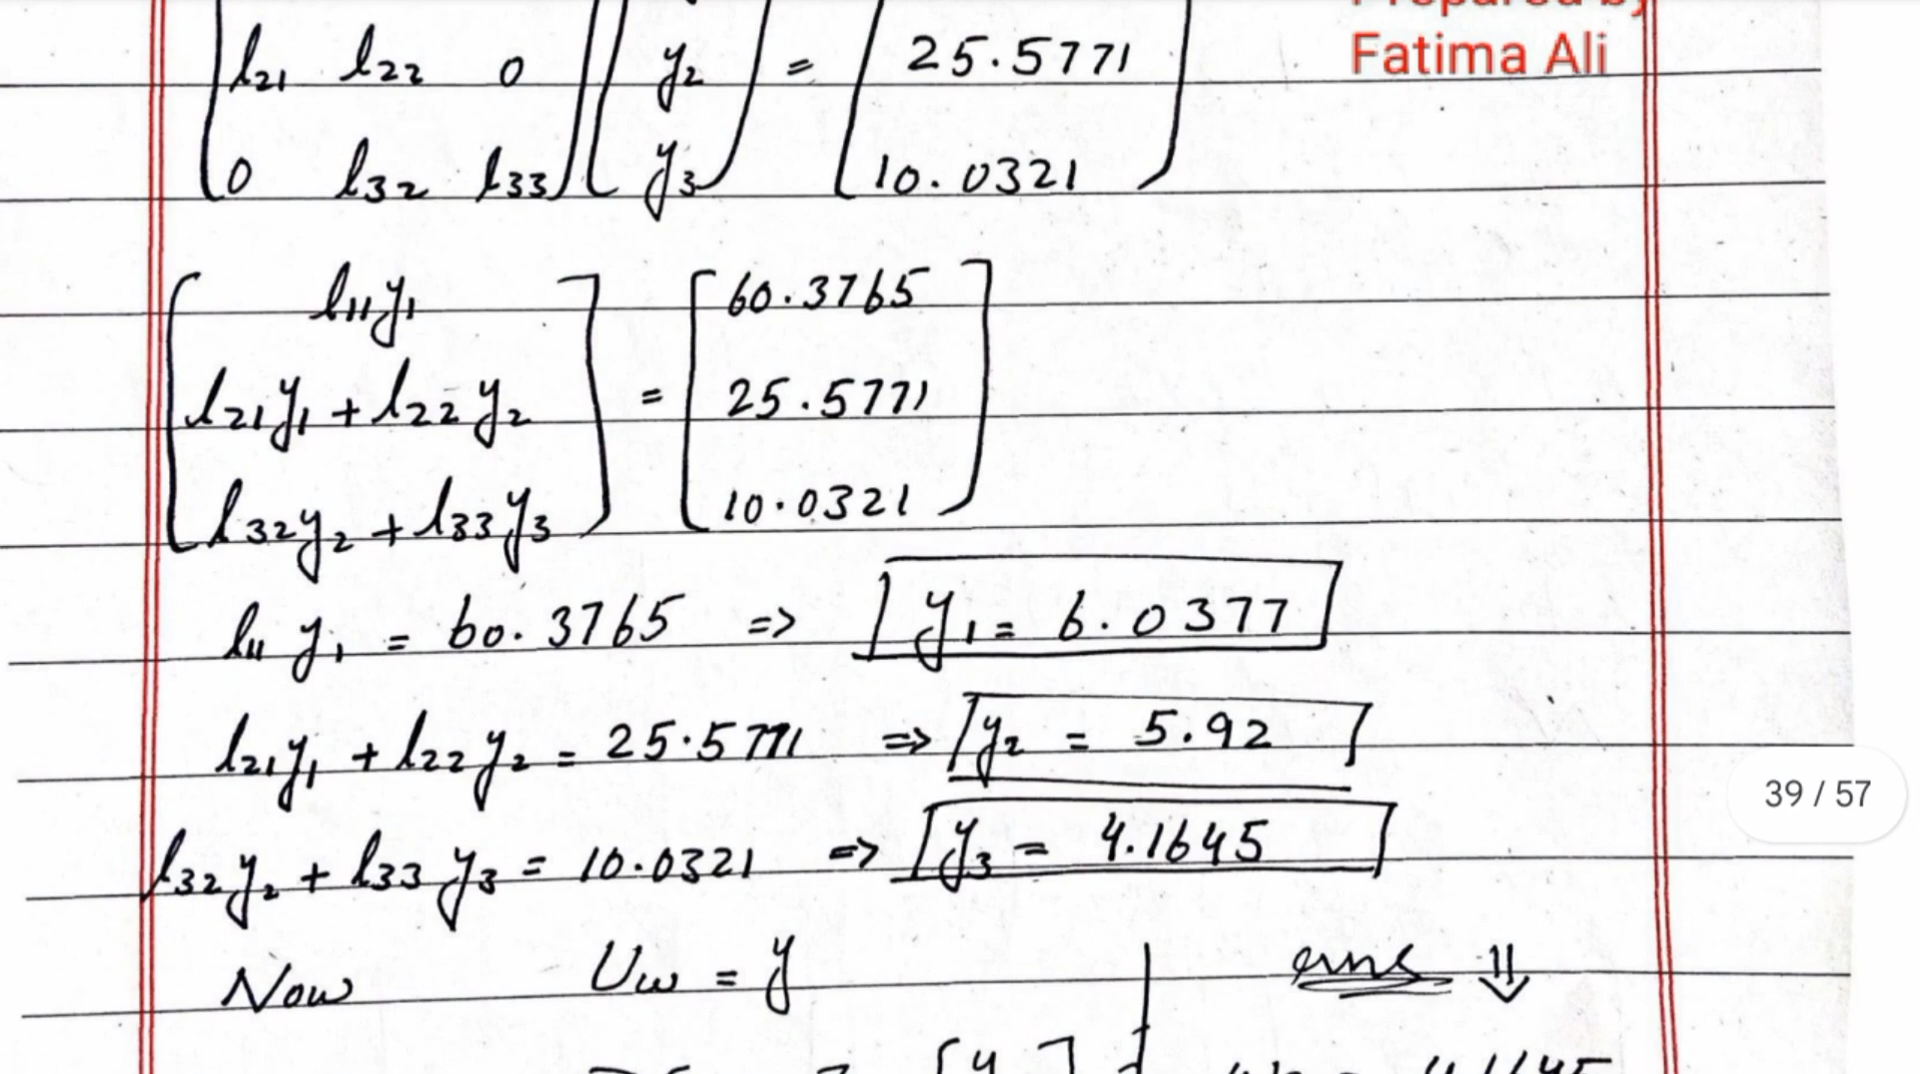 Fatima Ali
l21 l22 0 y2 = 25.5771
0 l32 l33 y3 10.0321
l11y1 60.3765
l21y1 + l22y2 = 25.5771
l32y2 + l33y3 10.0321
l11 y1 = 60.3765 => y1 = 6.0377
l21y1 + l22y2 = 25.5771 => y2 = 5.92
l32y2 + l33 y3 = 10.0321 => y3 = 4.1645
39 / 57
Now Uw = y ans ⇓